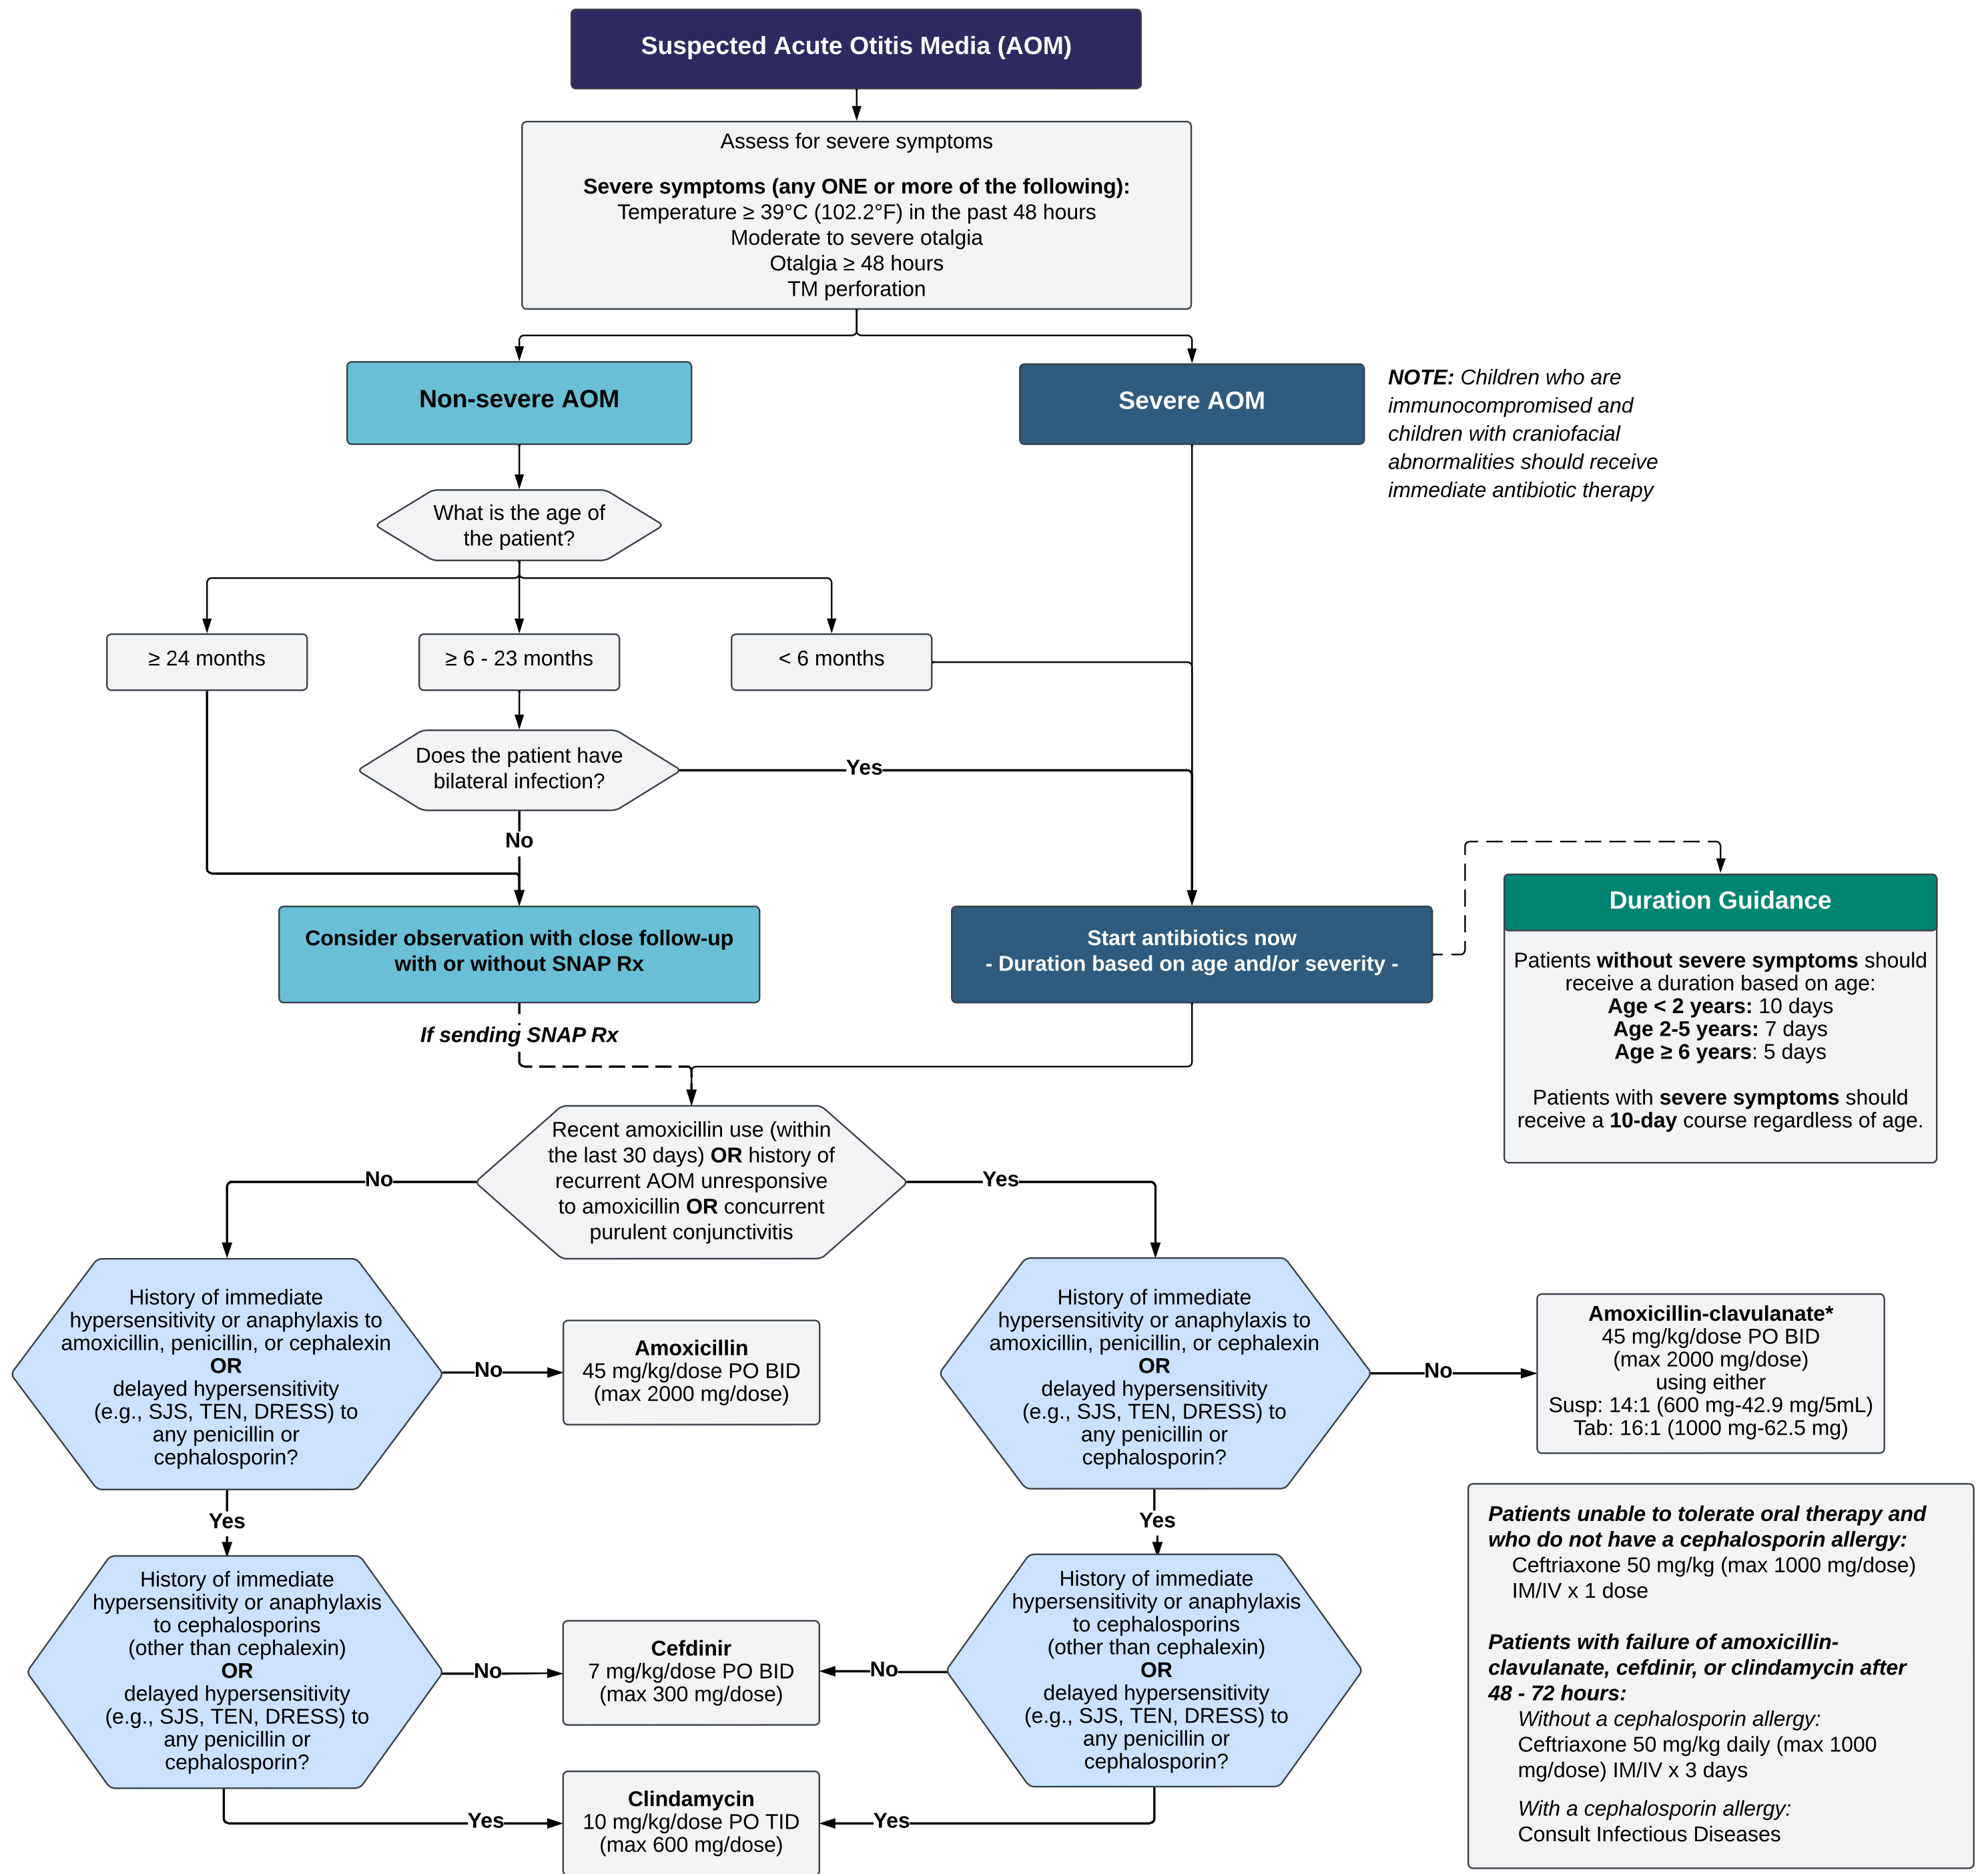 Suspected Acute Otitis Media (AOM)
Assess for severe symptoms
Severe symptoms (any ONE or more of the following):
Temperature ≥ 39°C (102.2°F) in the past 48 hours
Moderate to severe otalgia
Otalgia ≥ 48 hours
TM perforation
Non-severe AOM
Severe AOM
NOTE: Children who are
immunocompromised and
children with craniofacial
abnormalities should receive
immediate antibiotic therapy
What is the age of
the patient?
≥ 24 months
≥ 6 - 23 months
< 6 months
Does the patient have
bilateral infection?
Yes
No
Consider observation with close follow-up
with or without SNAP Rx
Start antibiotics now
- Duration based on age and/or severity -
Duration Guidance
Patients without severe symptoms should
receive a duration based on age:
Age < 2 years: 10 days
Age 2-5 years: 7 days
Age ≥ 6 years: 5 days
Patients with severe symptoms should
receive a 10-day course regardless of age.
If sending SNAP Rx
Recent amoxicillin use (within
the last 30 days) OR history of
recurrent AOM unresponsive
to amoxicillin OR concurrent
purulent conjunctivitis
No
Yes
History of immediate
hypersensitivity or anaphylaxis to
amoxicillin, penicillin, or cephalexin
OR
delayed hypersensitivity
(e.g., SJS, TEN, DRESS) to
any penicillin or
cephalosporin?
No
Amoxicillin
45 mg/kg/dose PO BID
(max 2000 mg/dose)
History of immediate
hypersensitivity or anaphylaxis to
amoxicillin, penicillin, or cephalexin
OR
delayed hypersensitivity
(e.g., SJS, TEN, DRESS) to
any penicillin or
cephalosporin?
No
Amoxicillin-clavulanate*
45 mg/kg/dose PO BID
(max 2000 mg/dose)
using either
Susp: 14:1 (600 mg-42.9 mg/5mL)
Tab: 16:1 (1000 mg-62.5 mg)
Yes
Yes
History of immediate
hypersensitivity or anaphylaxis
to cephalosporins
(other than cephalexin)
OR
delayed hypersensitivity
(e.g., SJS, TEN, DRESS) to
any penicillin or
cephalosporin?
No
Cefdinir
7 mg/kg/dose PO BID
(max 300 mg/dose)
No
History of immediate
hypersensitivity or anaphylaxis
to cephalosporins
(other than cephalexin)
OR
delayed hypersensitivity
(e.g., SJS, TEN, DRESS) to
any penicillin or
cephalosporin?
Yes
Clindamycin
10 mg/kg/dose PO TID
(max 600 mg/dose)
Yes
Patients unable to tolerate oral therapy and
who do not have a cephalosporin allergy:
Ceftriaxone 50 mg/kg (max 1000 mg/dose)
IM/IV x 1 dose
Patients with failure of amoxicillin-
clavulanate, cefdinir, or clindamycin after
48 - 72 hours:
Without a cephalosporin allergy:
Ceftriaxone 50 mg/kg daily (max 1000
mg/dose) IM/IV x 3 days
With a cephalosporin allergy:
Consult Infectious Diseases